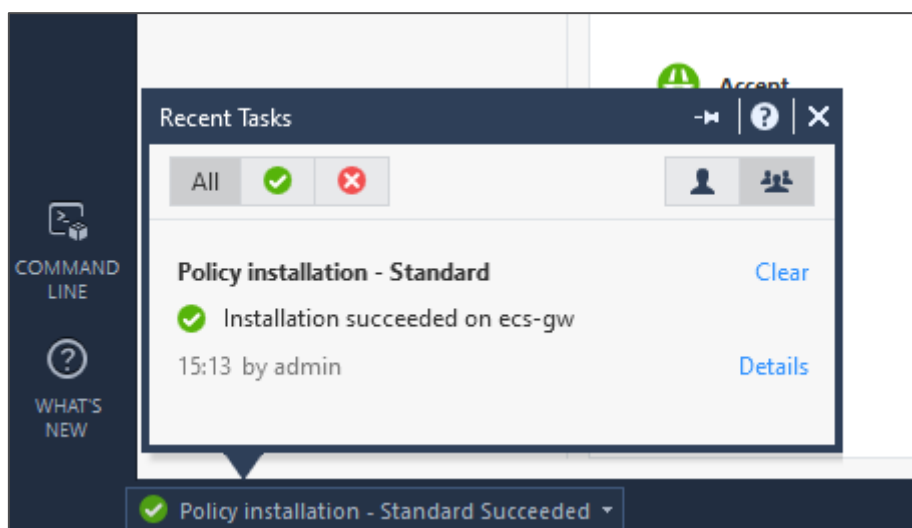 Accept
Recent Tasks
All
COMMAND
LINE
Policy installation - Standard
Clear
Installation succeeded on ecs-gw
15:13 by admin
Details
WHAT'S
NEW
Policy installation - Standard Succeeded